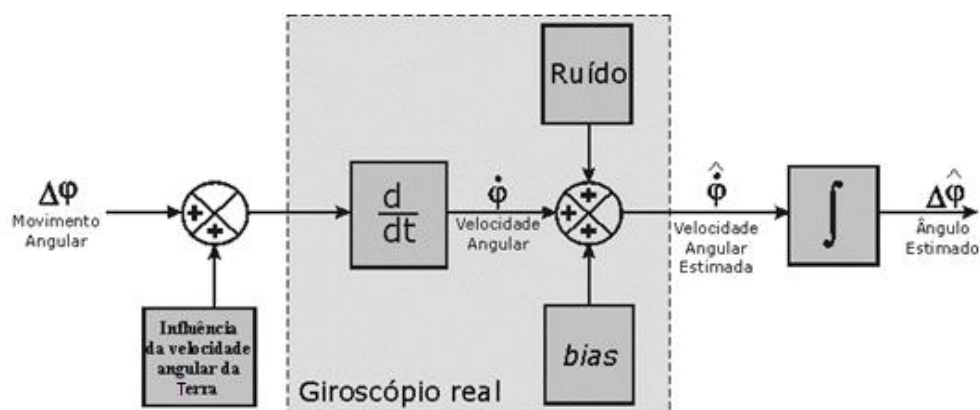 Ruído
Δφ
Movimento
Angular
+
+
d
dt
φ̇
Velocidade
Angular
+
+
+
φ̇̂
Velocidade
Angular
Estimada
∫
Δφ̂
Ângulo
Estimado
Influência
da velocidade
angular da
Terra
bias
Giroscópio real